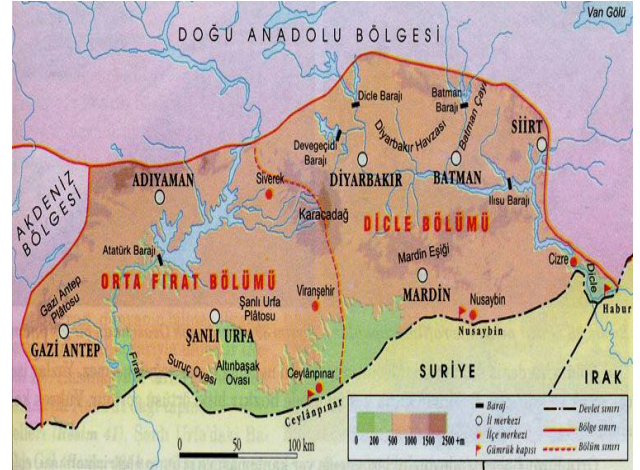 Van Gölü
DOĞU ANADOLU BÖLGESİ
AKDENİZ
BÖLGESİ
Dicle Barajı
Batman
Barajı
Batman Çayı
Diyarbakır Havzası
Devegeçidi
Barajı
SİİRT
ADIYAMAN
Siverek
DİYARBAKIR
BATMAN
Ilısu Barajı
Karacadağ
DİCLE BÖLÜMÜ
Atatürk Barajı
ORTA FIRAT BÖLÜMÜ
Mardin Eşiği
MARDİN
Cizre
Dicle
Habur
Gazi Antep
Plâtosu
GAZİ ANTEP
Viranşehir
Şanlı Urfa
Plâtosu
ŞANLI URFA
Nusaybin
Nusaybin
Fırat
Suruç Ovası
Altınbaşak
Ovası
Ceylânpınar
Ceylânpınar
SURİYE
IRAK
0 50 100 km
0 200 500 1000 1500 2500 +m
Baraj
İl merkezi
İlçe merkezi
Gümrük kapısı
Devlet sınırı
Bölge sınırı
Bölüm sınırı